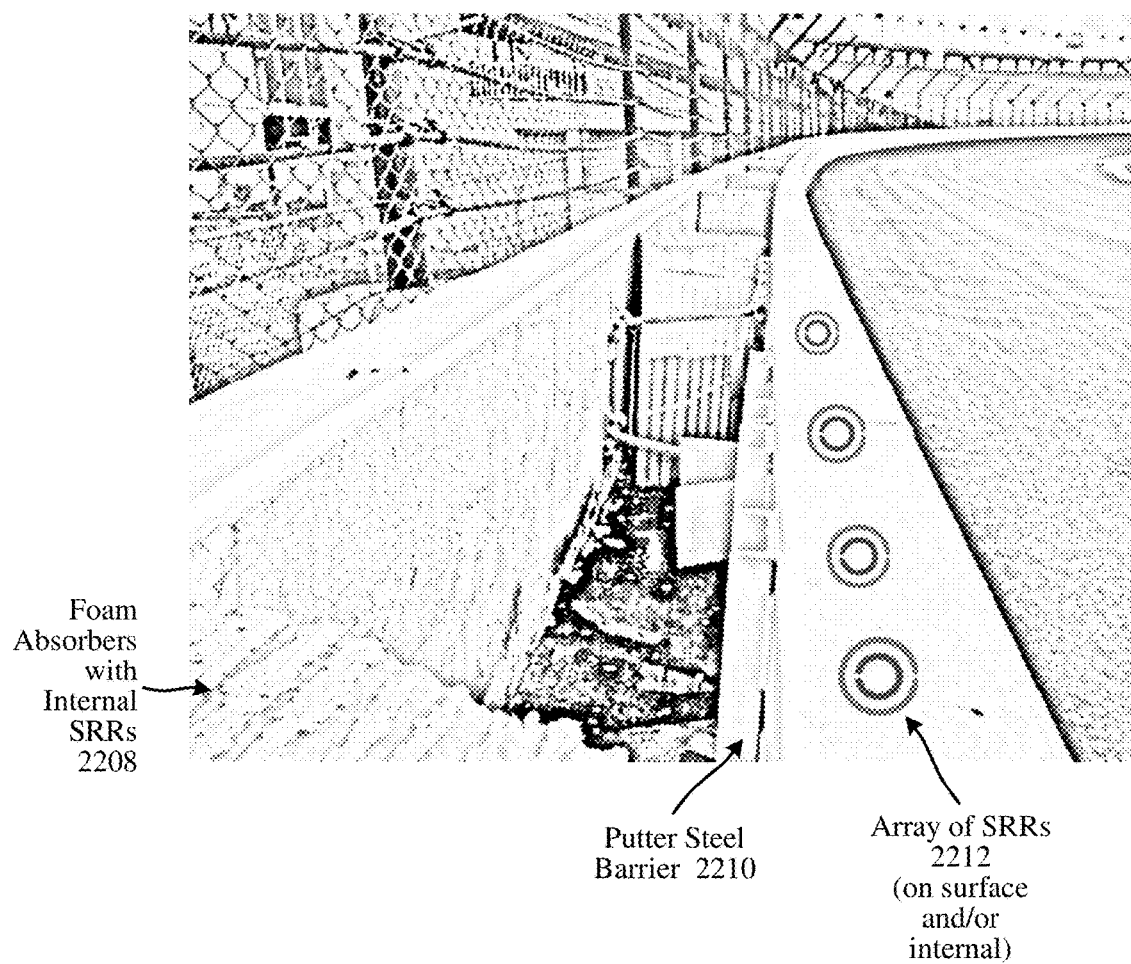 Foam
Absorbers
with
Internal
SRRs
2208
Putter Steel
Barrier 2210
Array of SRRs
2212
(on surface
and/or
internal)